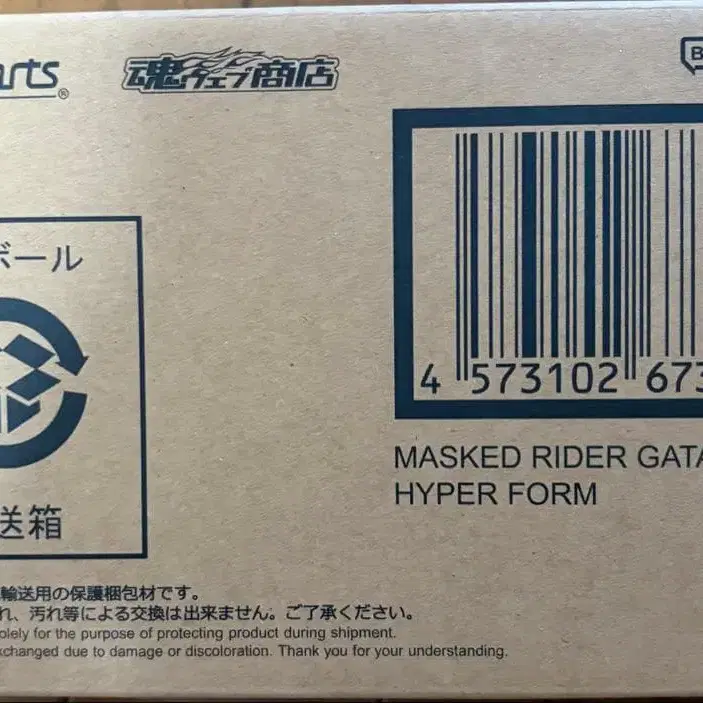 arts®
魂ウェブ商店
B
ボール
4 573102 673
送箱
MASKED RIDER GATA
HYPER FORM
輸送用の保護梱包材です。
れ、汚れ等による交換は出来ません。ご了承ください。
olely for the purpose of protecting product during shipment.
xchanged due to damage or discoloration. Thank you for your understanding.